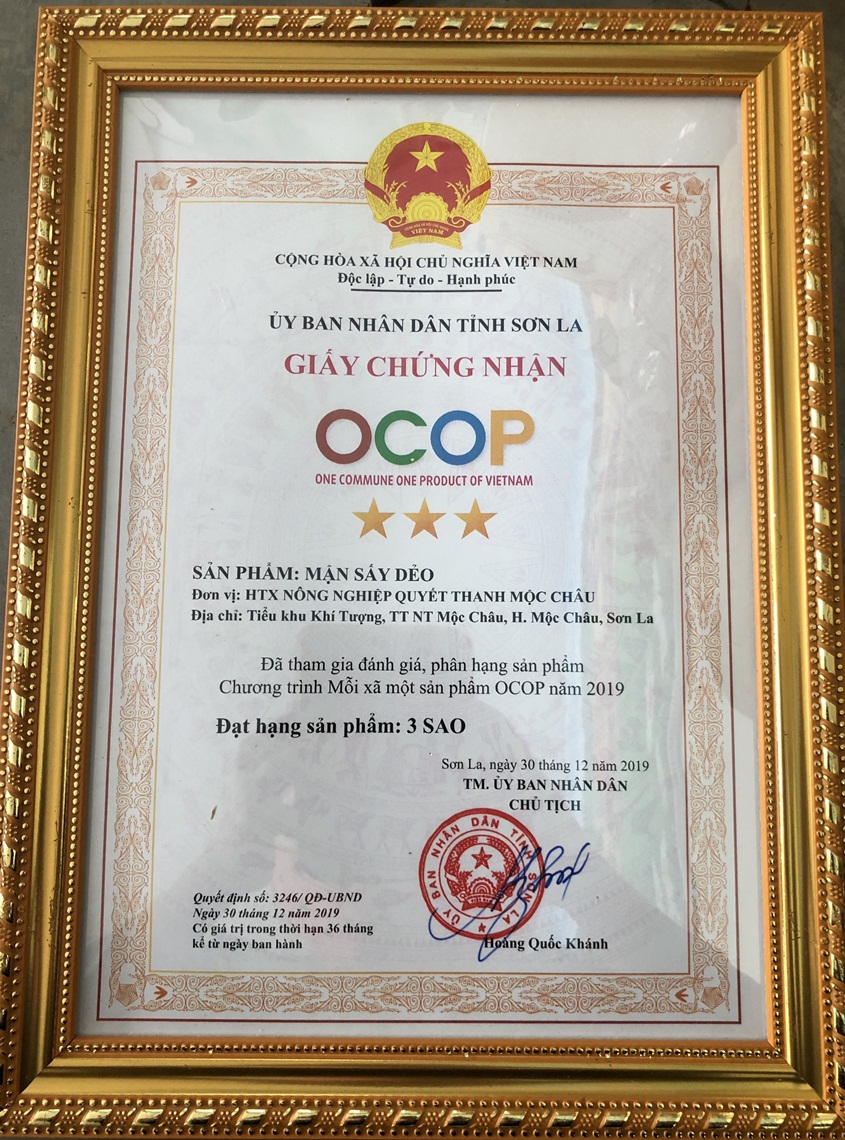 VIỆT NAM
CỘNG HÒA XÃ HỘI CHỦ NGHĨA VIỆT NAM
Độc lập - Tự do - Hạnh phúc
ỦY BAN NHÂN DÂN TỈNH SƠN LA
GIẤY CHỨNG NHẬN
OCOP
ONE COMMUNE ONE PRODUCT OF VIETNAM
SẢN PHẨM: MẬN SẤY DẺO
Đơn vị: HTX NÔNG NGHIỆP QUYẾT THANH MỘC CHÂU
Địa chỉ: Tiểu khu Khí Tượng, TT NT Mộc Châu, H. Mộc Châu, Sơn La
Đã tham gia đánh giá, phân hạng sản phẩm
Chương trình Mỗi xã một sản phẩm OCOP năm 2019
Đạt hạng sản phẩm: 3 SAO
Sơn La, ngày 30 tháng 12 năm 2019
TM. ỦY BAN NHÂN DÂN
CHỦ TỊCH
ỦY BAN NHÂN DÂN TỈNH SƠN LA
Quyết định số: 3246/ QĐ-UBND
Ngày 30 tháng 12 năm 2019
Có giá trị trong thời hạn 36 tháng
kể từ ngày ban hành
Hoàng Quốc Khánh